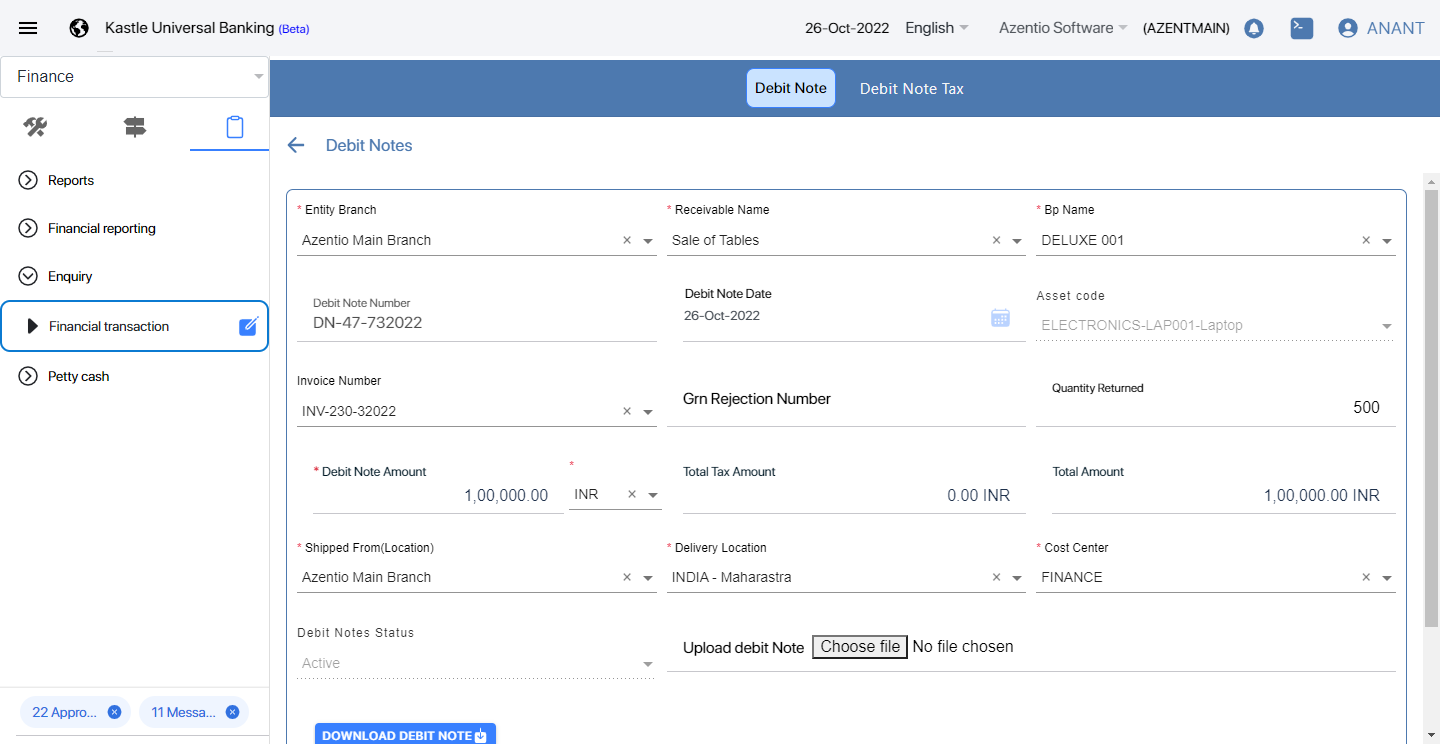 Kastle Universal Banking (Beta)
26-Oct-2022
English
Azentio Software
(AZENTMAIN)
ANANT
Finance
Reports
Financial reporting
Enquiry
Financial transaction
Petty cash
22 Appro...
11 Messa...
Debit Note
Debit Note Tax
Debit Notes
* Entity Branch
Azentio Main Branch
* Receivable Name
Sale of Tables
* Bp Name
DELUXE 001
Debit Note Number
DN-47-732022
Debit Note Date
26-Oct-2022
Asset code
ELECTRONICS-LAP001-Laptop
Invoice Number
INV-230-32022
Grn Rejection Number
Quantity Returned
500
* Debit Note Amount
1,00,000.00
*
INR
Total Tax Amount
0.00 INR
Total Amount
1,00,000.00 INR
* Shipped From(Location)
Azentio Main Branch
* Delivery Location
INDIA - Maharastra
* Cost Center
FINANCE
Debit Notes Status
Active
Upload debit Note Choose file No file chosen
DOWNLOAD DEBIT NOTE